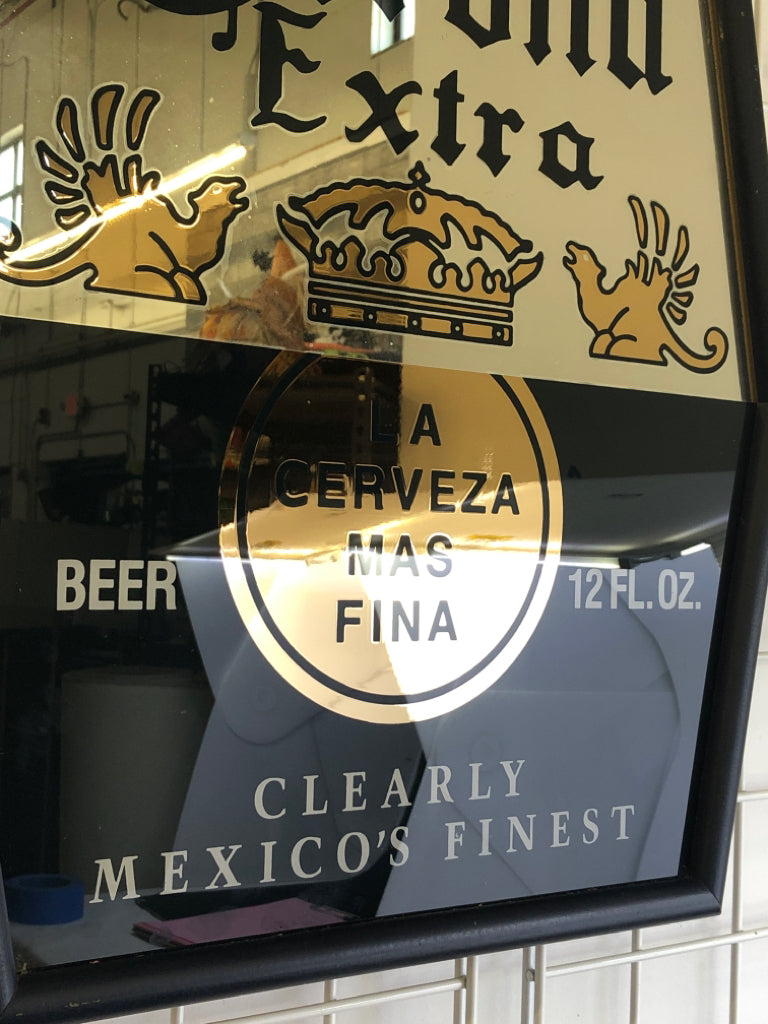 Extra
LA
CERVEZA
MAS
FINA
BEER
12 FL. OZ.
CLEARLY
MEXICO'S FINEST